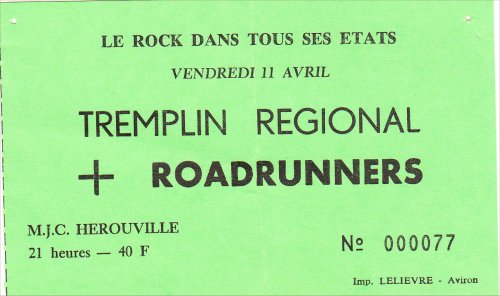 LE ROCK DANS TOUS SES ETATS
VENDREDI 11 AVRIL
TREMPLIN REGIONAL
+ ROADRUNNERS
M.J.C. HEROUVILLE
21 heures — 40 F
Nº 000077
Imp. LELIEVRE - Aviron